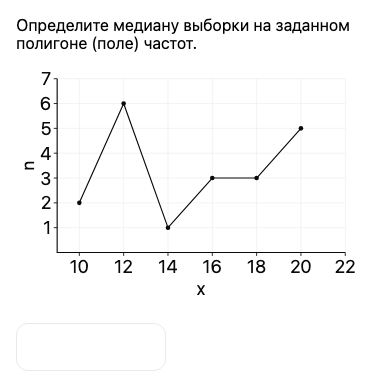 Определите медиану выборки на заданном
полигоне (поле) частот.
7
6
5
4
3
2
1
n
10 12 14 16 18 20 22
x